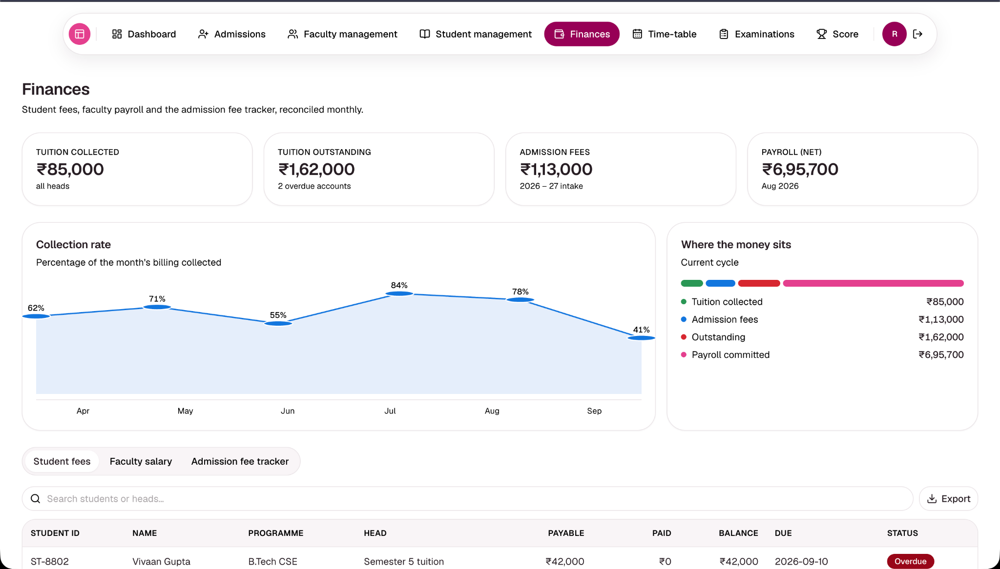 Dashboard Admissions Faculty management Student management Finances Time-table Examinations Score R
Finances
Student fees, faculty payroll and the admission fee tracker, reconciled monthly.
TUITION COLLECTED
₹85,000
all heads
TUITION OUTSTANDING
₹1,62,000
2 overdue accounts
ADMISSION FEES
₹1,13,000
2026 – 27 intake
PAYROLL (NET)
₹6,95,700
Aug 2026
Collection rate
Percentage of the month's billing collected
62% 71% 55% 84% 78% 41%
Apr May Jun Jul Aug Sep
Where the money sits
Current cycle
Tuition collected ₹85,000
Admission fees ₹1,13,000
Outstanding ₹1,62,000
Payroll committed ₹6,95,700
Student fees Faculty salary Admission fee tracker
Search students or heads...
Export
STUDENT ID NAME PROGRAMME HEAD PAYABLE PAID BALANCE DUE STATUS
ST-8802 Vivaan Gupta B.Tech CSE Semester 5 tuition ₹42,000 ₹0 ₹42,000 2026-09-10 Overdue